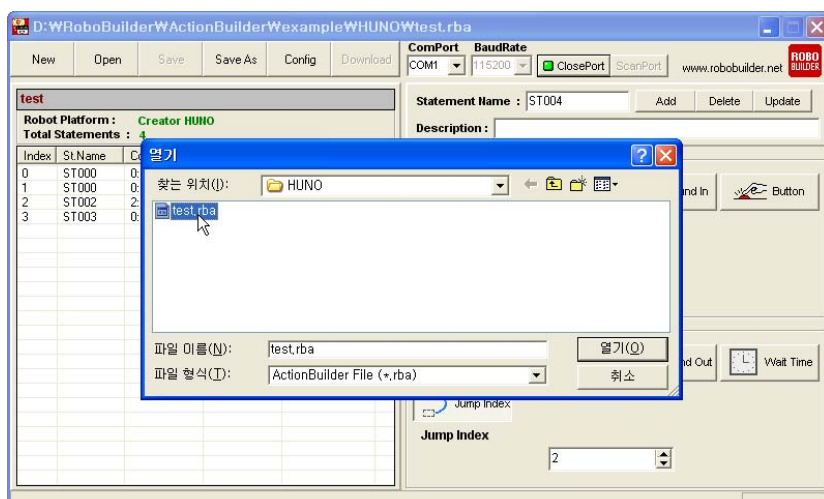 D:₩RoboBuilder₩ActionBuilder₩example₩HUNO₩test.rba
New Open Save Save As Config Download
ComPort BaudRate
COM1 115200 ClosePort ScanPort www.robobuilder.net ROBO BUILDER
test
Robot Platform : Creator HUNO
Total Statements : 4
Statement Name : ST004 Add Delete Update
Description :
Index St.Name
0 ST000 0:
1 ST000 0:
2 ST002 2:
3 ST003 0:
열기
찾는 위치(I): HUNO
test.rba
파일 이름(N): test.rba 열기(O)
파일 형식(T): ActionBuilder File (*.rba) 취소
Button
Wait Time
Jump Index
Jump Index
2